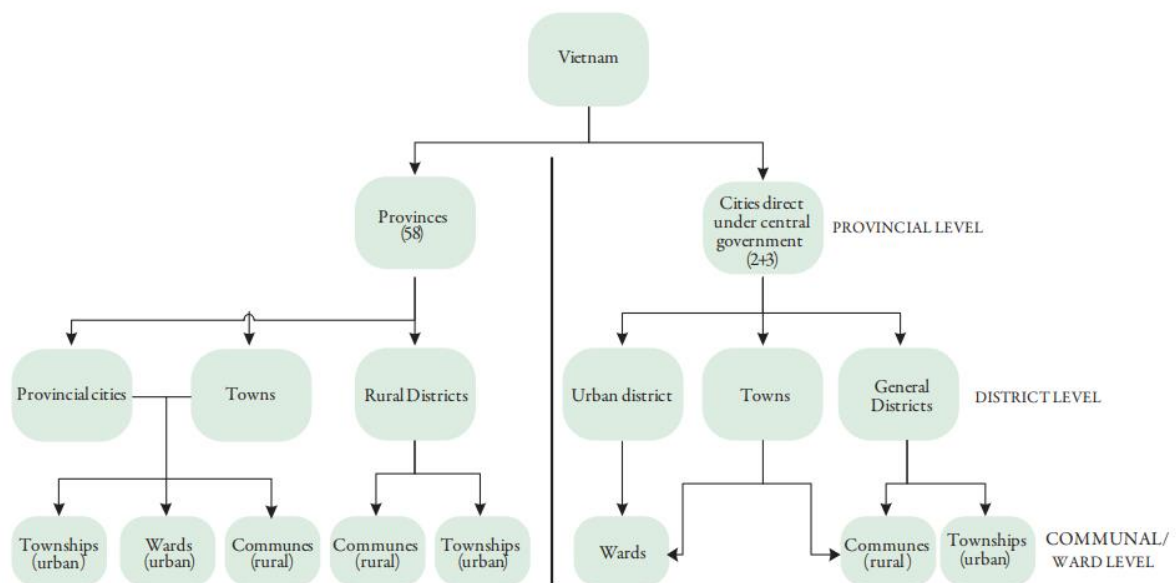 Vietnam
Provinces
(58)
Cities direct
under central
government
(2+3)
PROVINCIAL LEVEL
Provincial cities
Towns
Rural Districts
Urban district
Towns
General
Districts
DISTRICT LEVEL
Townships
(urban)
Wards
(urban)
Communes
(rural)
Communes
(rural)
Townships
(urban)
Wards
Communes
(rural)
Townships
(urban)
COMMUNAL/
WARD LEVEL